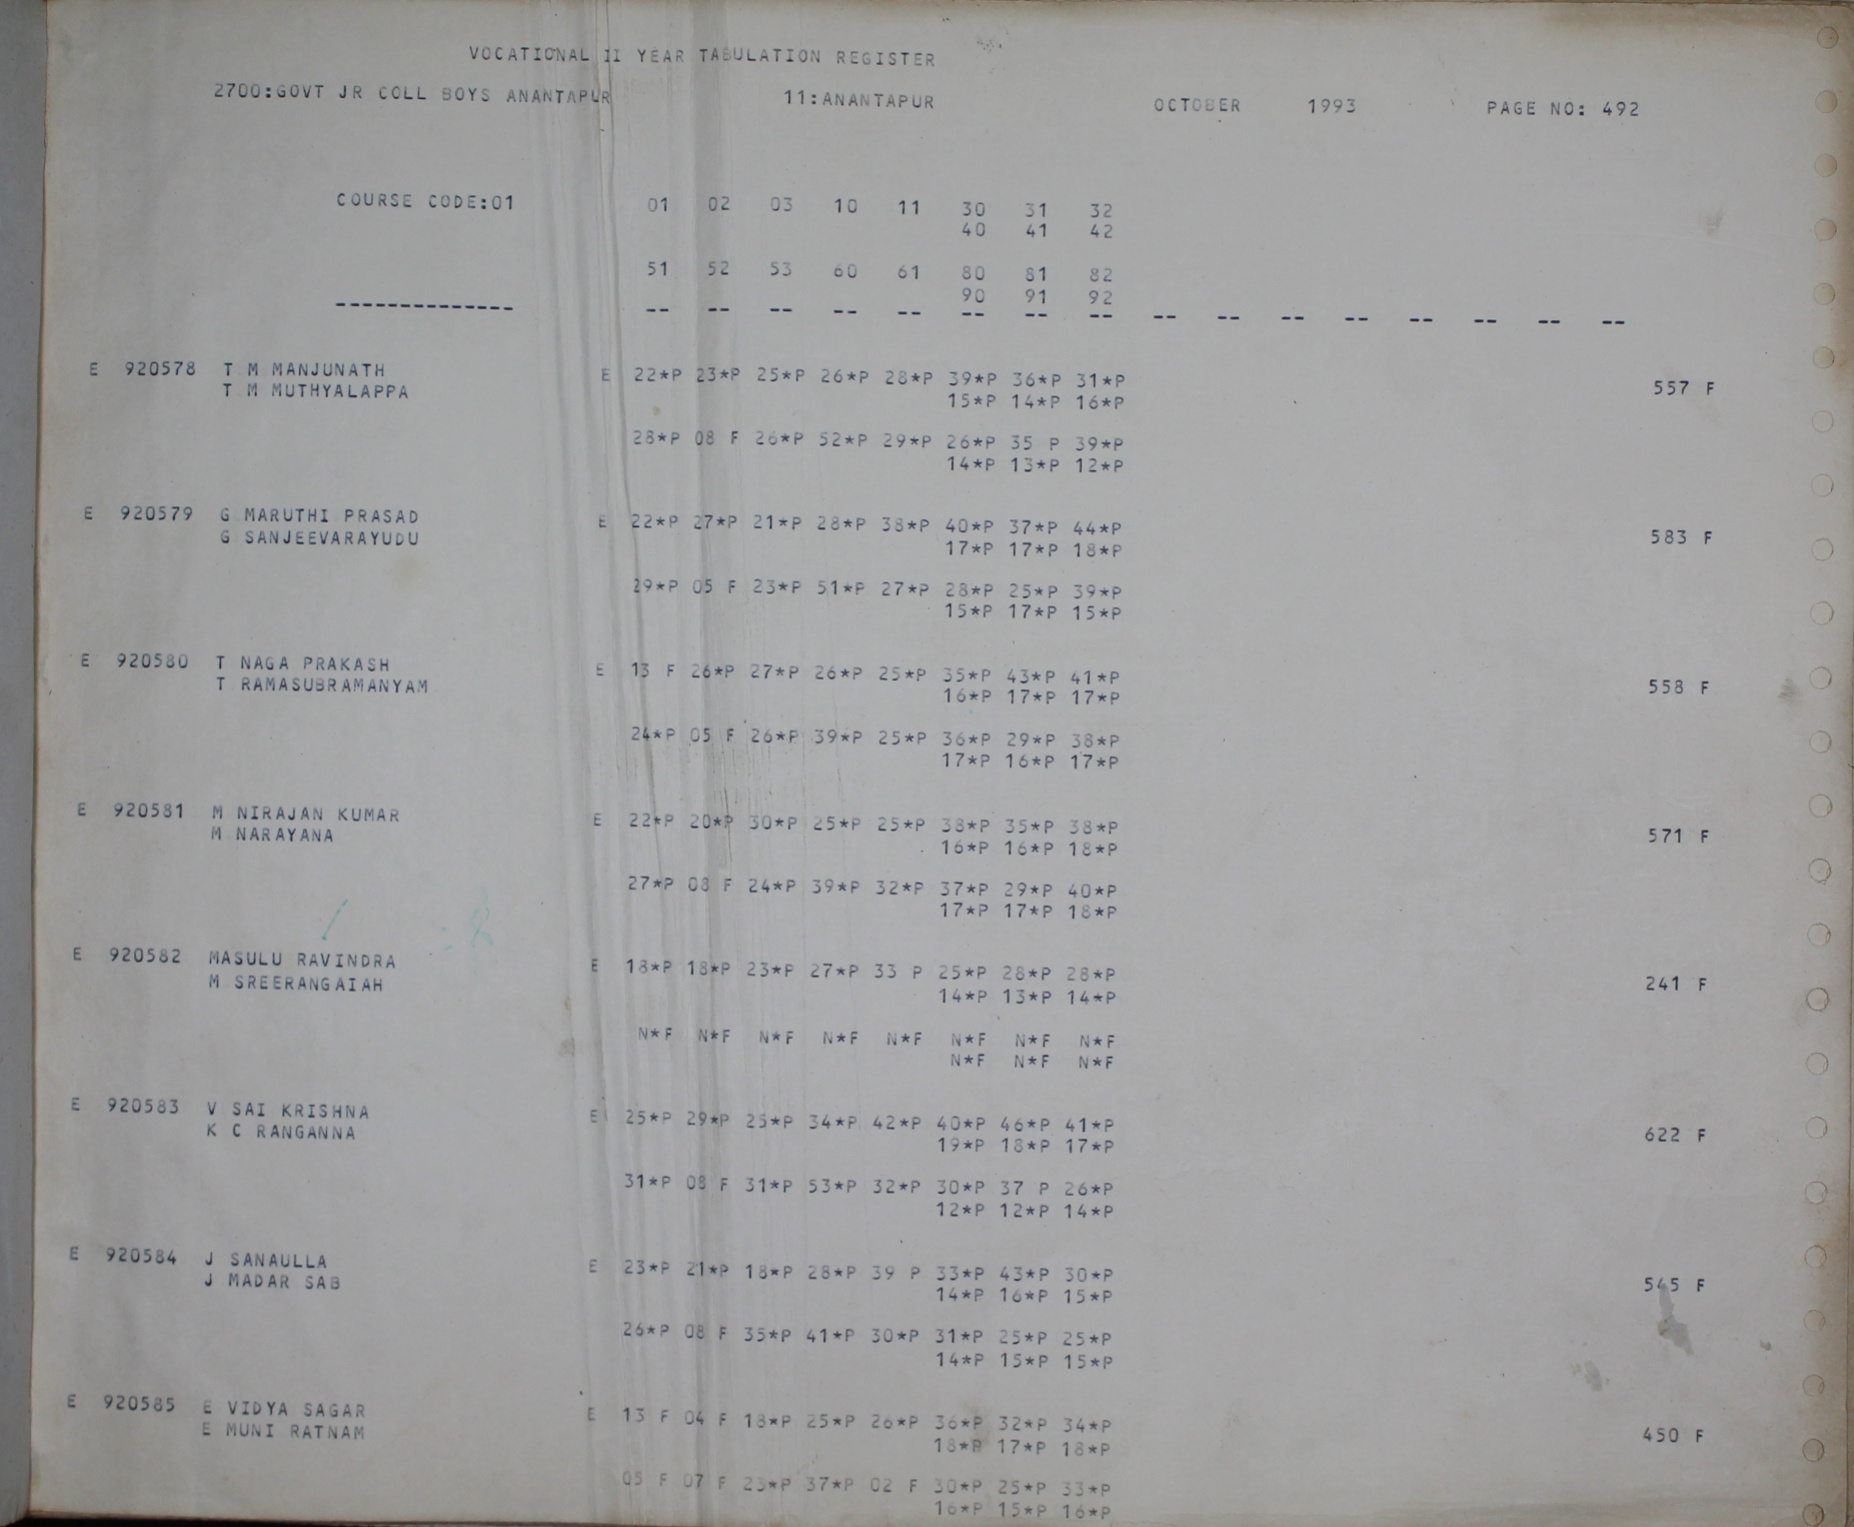 VOCATIONAL II YEAR TABULATION REGISTER
2700:GOVT JR COLL BOYS ANANTAPUR 11:ANANTAPUR OCTOBER 1993 PAGE NO: 492
COURSE CODE:01 01 02 03 10 11 30 31 32
40 41 42
51 52 53 60 61 80 81 82
90 91 92
-------------- -- -- -- -- -- -- -- -- -- -- -- -- -- -- -- --
E 920578 T M MANJUNATH E 22*P 23*P 25*P 26*P 28*P 39*P 36*P 31*P
T M MUTHYALAPPA 15*P 14*P 16*P 557 F
28*P 08 F 26*P 52*P 29*P 26*P 35 P 39*P
14*P 13*P 12*P
E 920579 G MARUTHI PRASAD E 22*P 27*P 21*P 28*P 38*P 40*P 37*P 44*P
G SANJEEVARAYUDU 17*P 17*P 18*P 583 F
29*P 05 F 23*P 51*P 27*P 28*P 25*P 39*P
15*P 17*P 15*P
E 920580 T NAGA PRAKASH E 13 F 26*P 27*P 26*P 25*P 35*P 43*P 41*P
T RAMASUBRAMANYAM 16*P 17*P 17*P 558 F
24*P 05 F 26*P 39*P 25*P 36*P 29*P 38*P
17*P 16*P 17*P
E 920581 M NIRAJAN KUMAR E 22*P 20*P 30*P 25*P 25*P 38*P 35*P 38*P
M NARAYANA 16*P 16*P 18*P 571 F
27*P 08 F 24*P 39*P 32*P 37*P 29*P 40*P
17*P 17*P 18*P
E 920582 MASULU RAVINDRA E 18*P 18*P 23*P 27*P 33 P 25*P 28*P 28*P
M SREERANGAIAH 14*P 13*P 14*P 241 F
N*F N*F N*F N*F N*F N*F N*F N*F
N*F N*F N*F
E 920583 V SAI KRISHNA E 25*P 29*P 25*P 34*P 42*P 40*P 46*P 41*P
K C RANGANNA 19*P 18*P 17*P 622 F
31*P 08 F 31*P 53*P 32*P 30*P 37 P 26*P
12*P 12*P 14*P
E 920584 J SANAULLA E 23*P 21*P 18*P 28*P 39 P 33*P 43*P 30*P
J MADAR SAB 14*P 16*P 15*P 545 F
26*P 08 F 35*P 41*P 30*P 31*P 25*P 25*P
14*P 15*P 15*P
E 920585 E VIDYA SAGAR E 13 F 04 F 18*P 25*P 26*P 36*P 32*P 34*P
E MUNI RATNAM 18*P 17*P 18*P 450 F
05 F 07 F 23*P 37*P 02 F 30*P 25*P 33*P
16*P 15*P 16*P